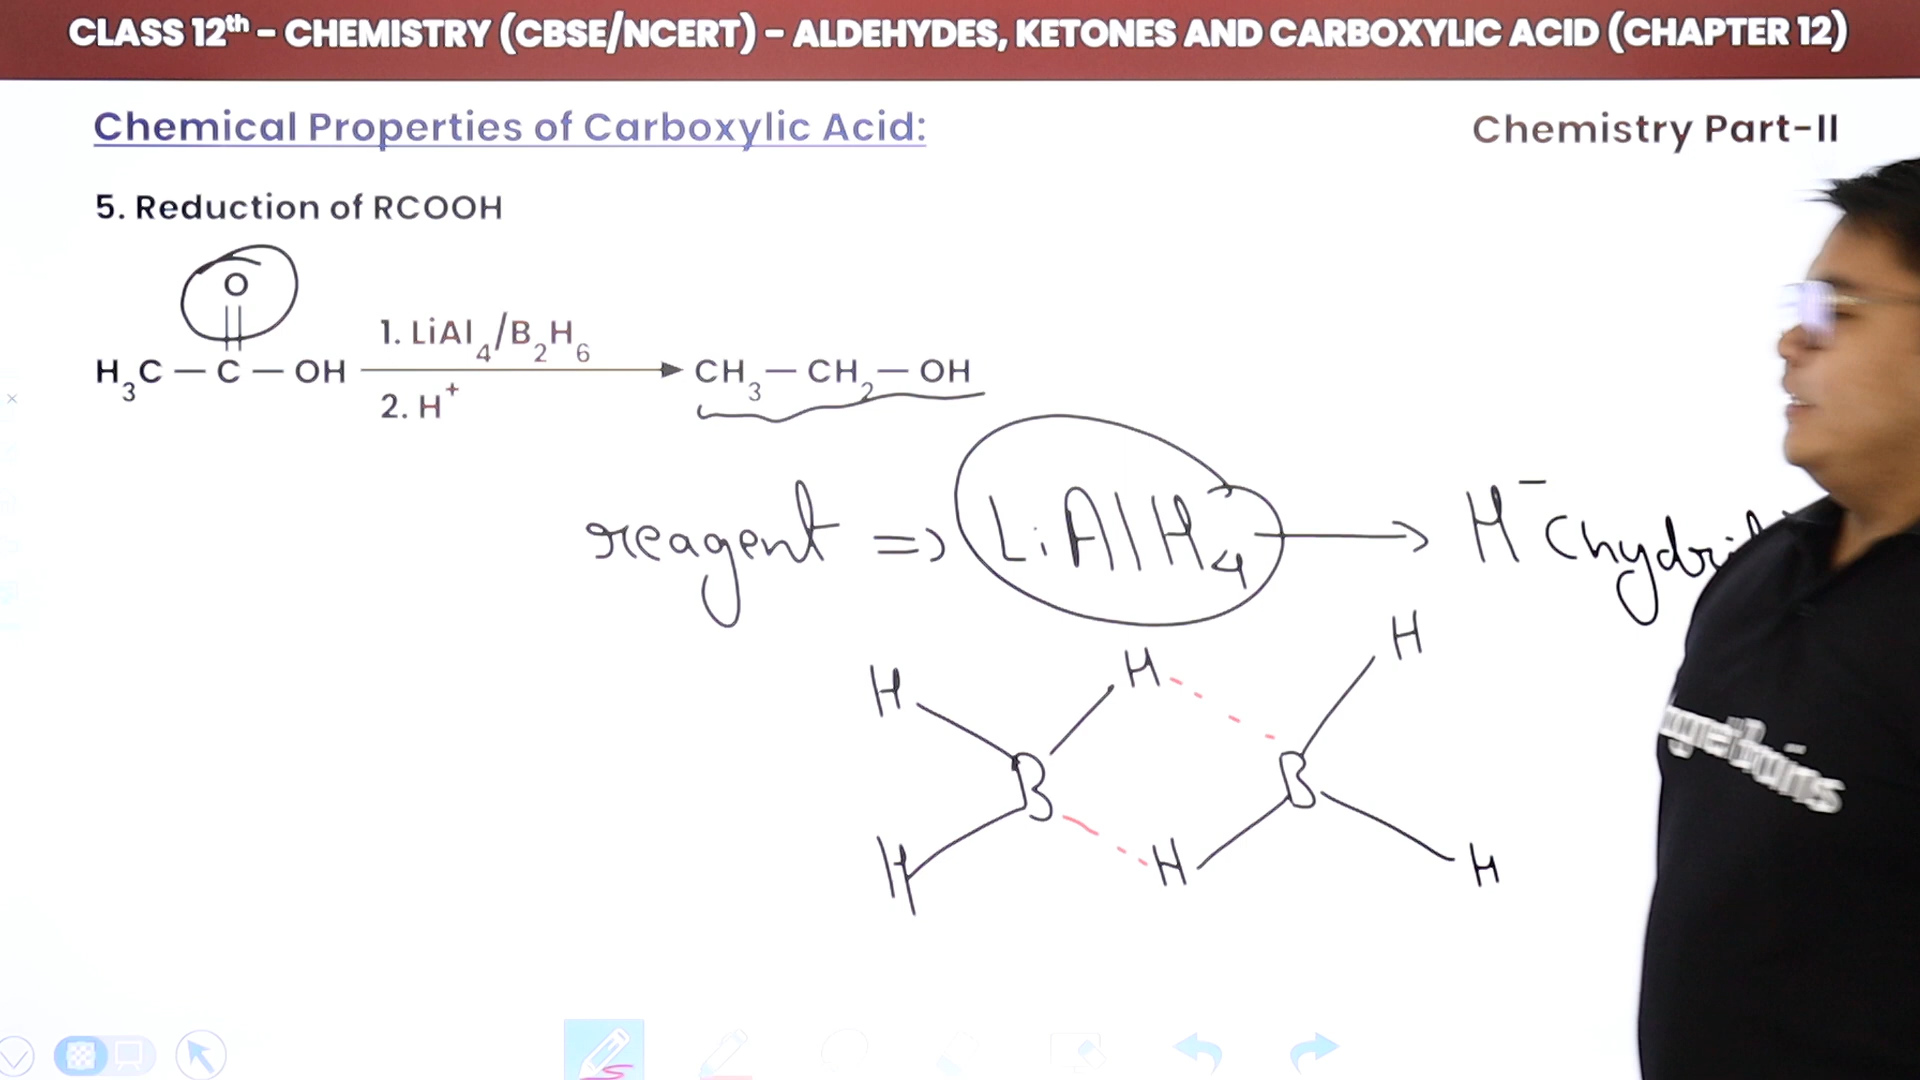 CLASS 12th – CHEMISTRY (CBSE/NCERT) – ALDEHYDES, KETONES AND CARBOXYLIC ACID (CHAPTER 12)
Chemical Properties of Carboxylic Acid:
Chemistry Part-II
5. Reduction of RCOOH
O
||
H3C — C — OH
1. LiAl4/B2H6
2. H+
CH3 — CH2 — OH
reagent => LiAlH4 → H− (hydri
H H H
B B
H H H